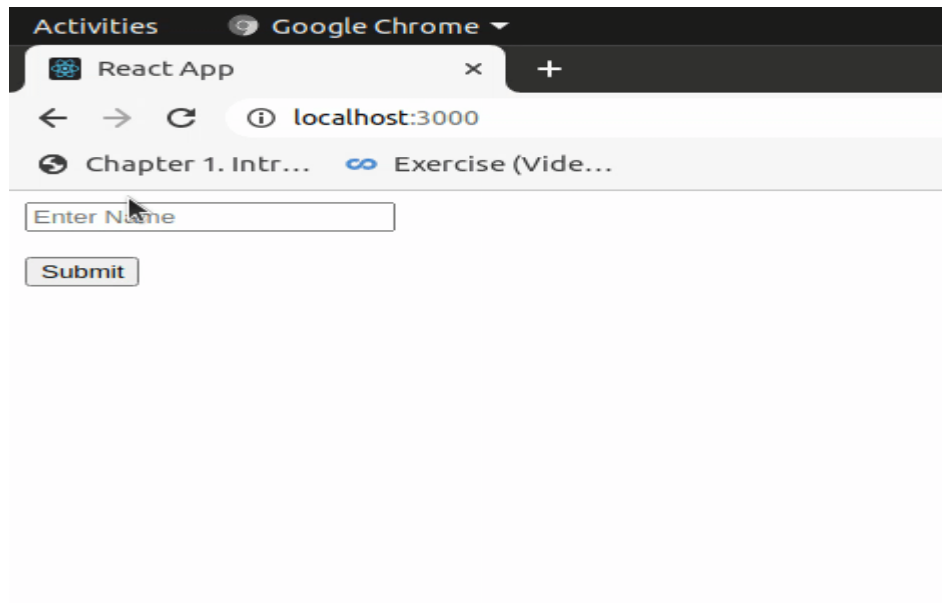 Activities Google Chrome
React App × +
localhost:3000
Chapter 1. Intr... Exercise (Vide...
Enter Name
Submit